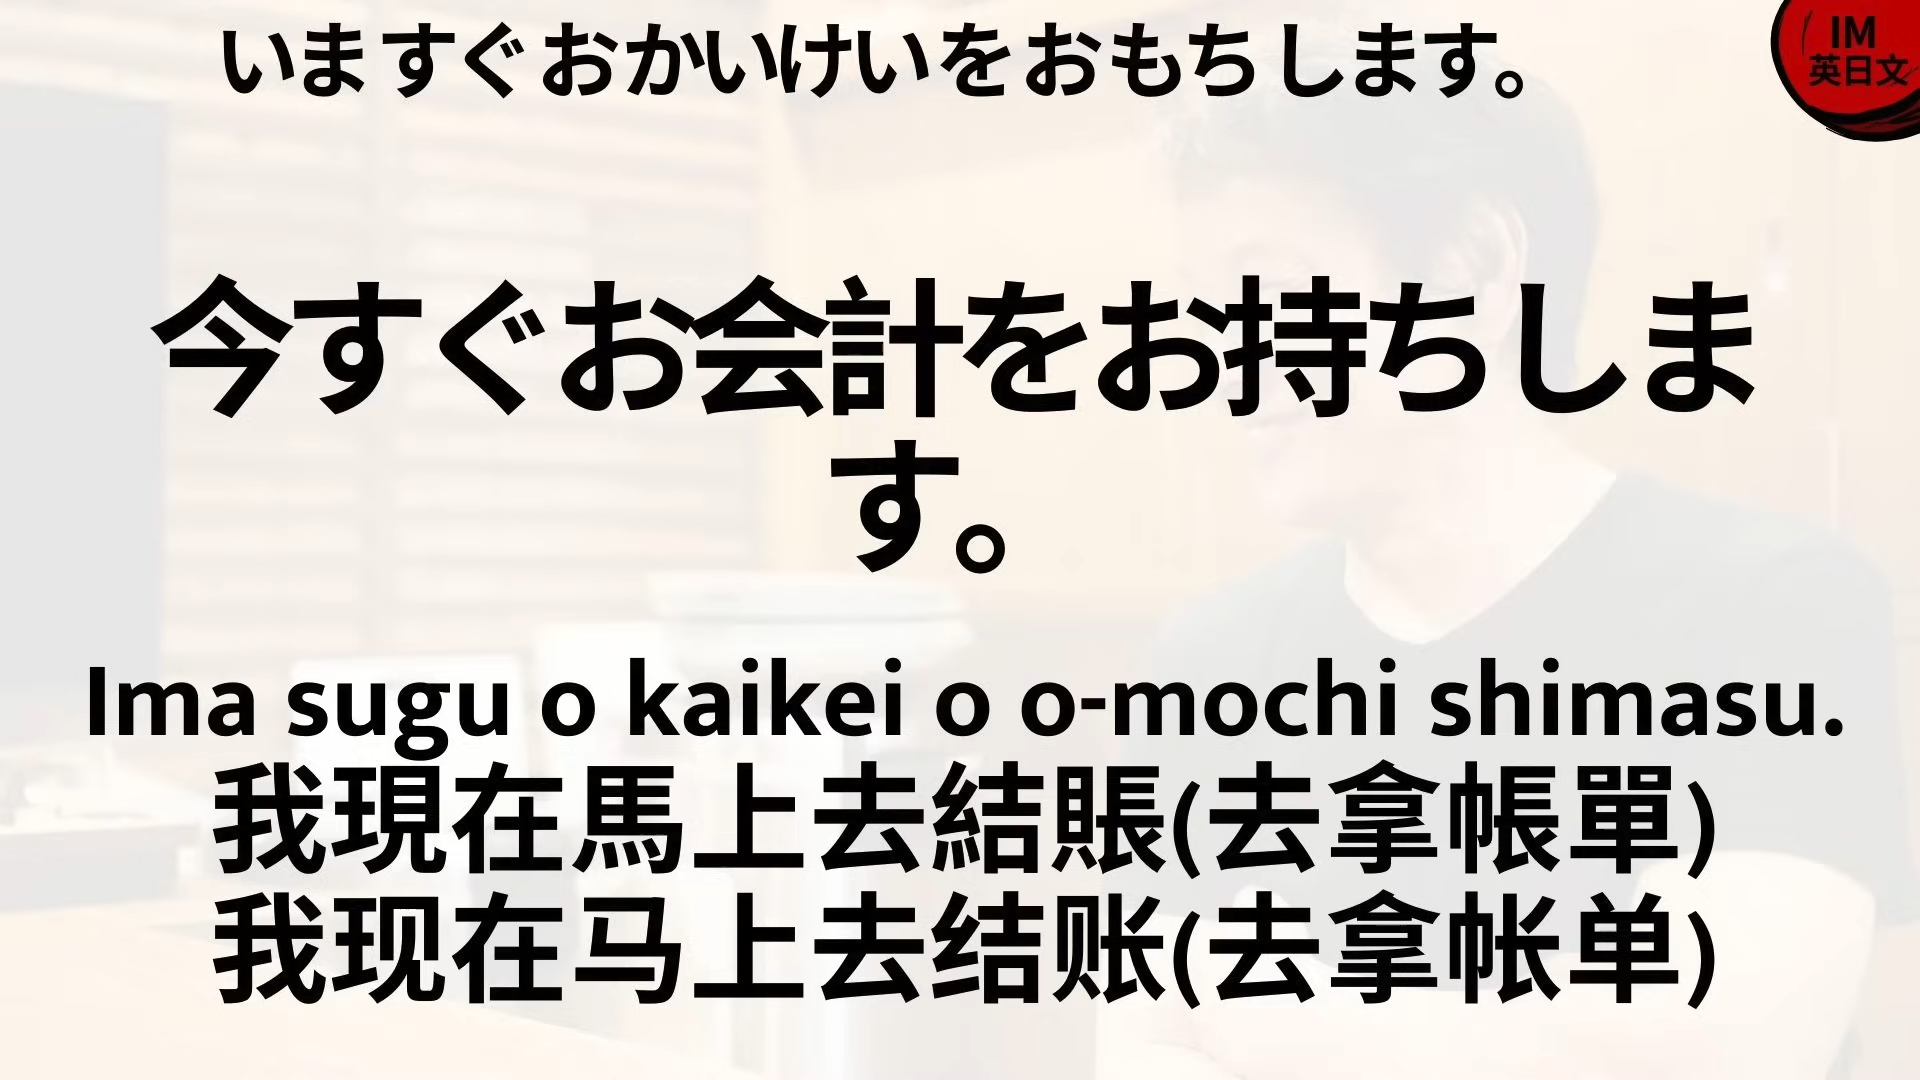 いますぐおかいけいをおもちします。
IM
英日文
今すぐお会計をお持ちしま
す。
Ima sugu o kaikei o o-mochi shimasu.
我現在馬上去結賬(去拿帳單)
我现在马上去结账(去拿帐单)